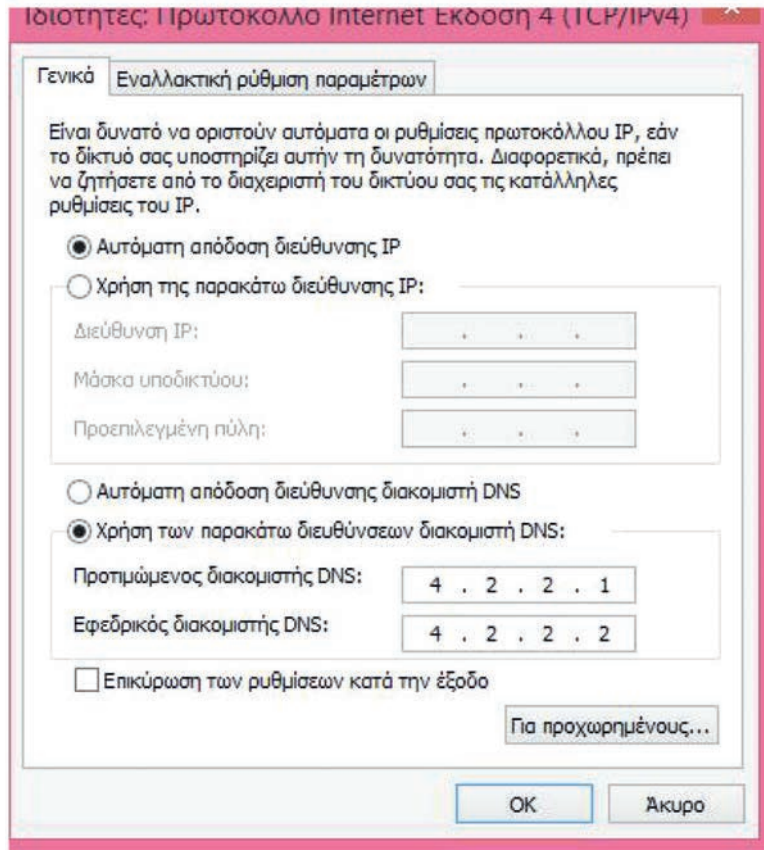 Ιδιότητες: Πρωτόκολλο Internet Έκδοση 4 (TCP/IPv4)
Γενικά Εναλλακτική ρύθμιση παραμέτρων
Είναι δυνατό να οριστούν αυτόματα οι ρυθμίσεις πρωτοκόλλου IP, εάν
το δίκτυό σας υποστηρίζει αυτήν τη δυνατότητα. Διαφορετικά, πρέπει
να ζητήσετε από το διαχειριστή του δικτύου σας τις κατάλληλες
ρυθμίσεις του IP.
Αυτόματη απόδοση διεύθυνσης IP
Χρήση της παρακάτω διεύθυνσης IP:
Διεύθυνση IP: . . .
Μάσκα υποδικτύου: . . .
Προεπιλεγμένη πύλη: . . .
Αυτόματη απόδοση διεύθυνσης διακομιστή DNS
Χρήση των παρακάτω διευθύνσεων διακομιστή DNS:
Προτιμώμενος διακομιστής DNS: 4 . 2 . 2 . 1
Εφεδρικός διακομιστής DNS: 4 . 2 . 2 . 2
Επικύρωση των ρυθμίσεων κατά την έξοδο
Για προχωρημένους...
OK Άκυρο